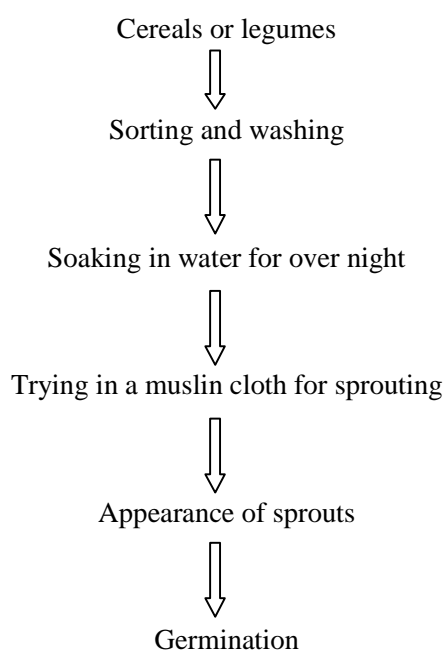 Cereals or legumes
Sorting and washing
Soaking in water for over night
Trying in a muslin cloth for sprouting
Appearance of sprouts
Germination